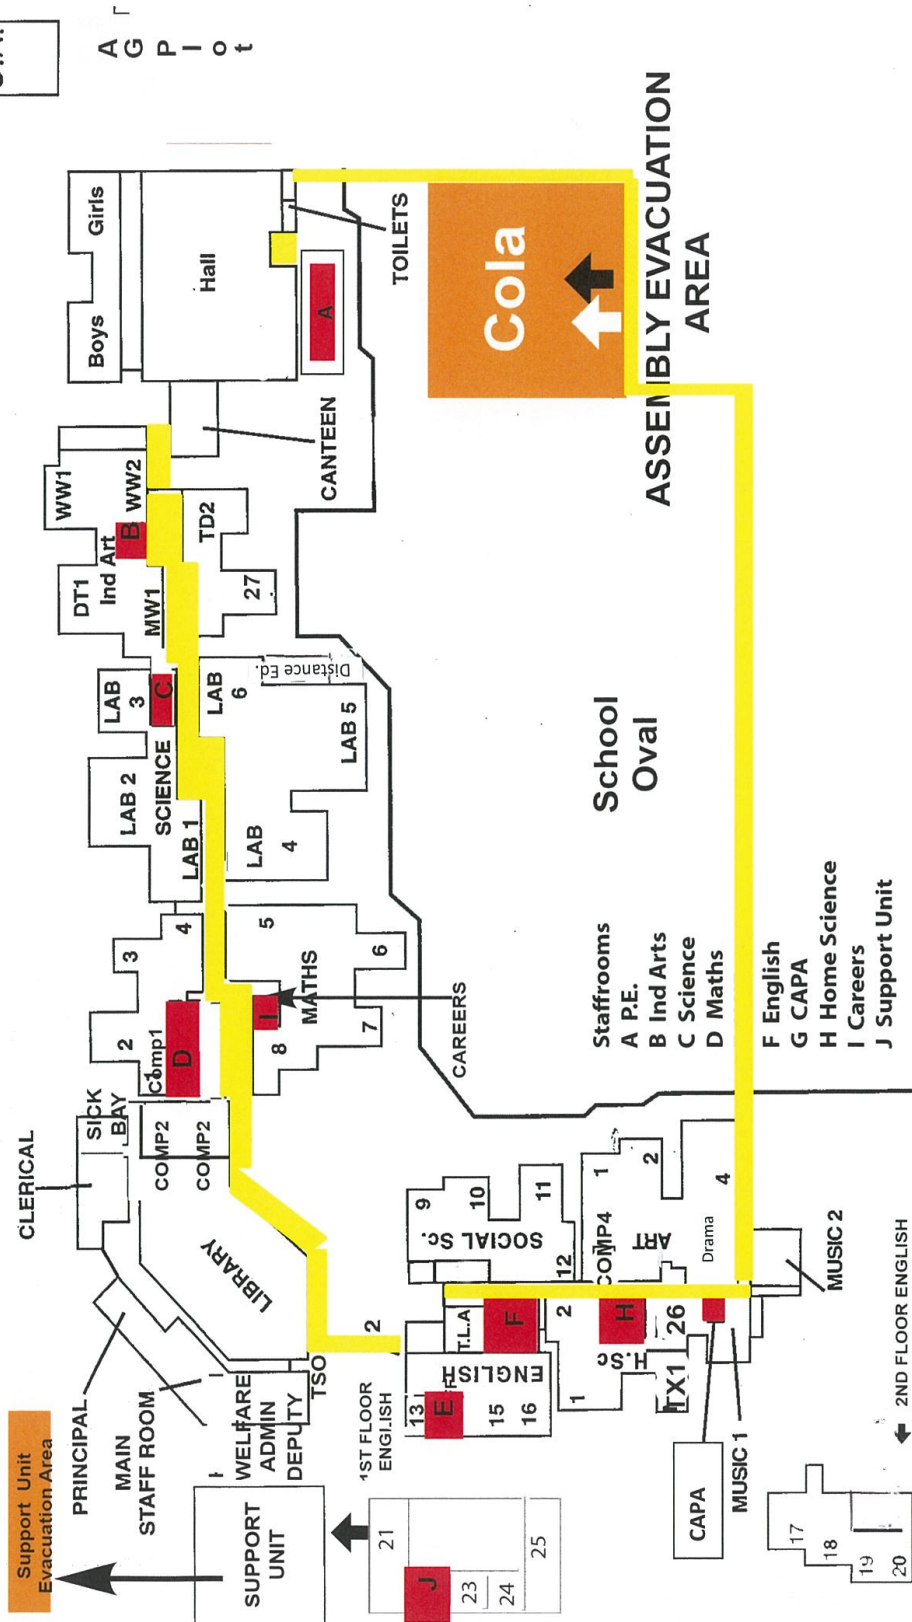 Support Unit
Evacuation Area
PRINCIPAL
MAIN
STAFF ROOM
CLERICAL
SICK
BAY
COMP2
COMP2
LIBRARY
TSO
2
WELFARE
ADMIN
DEPUTY
SUPPORT
UNIT
1ST FLOOR
ENGLISH
21
J
23
24
25
2
3
4
1
Comp1
D
I
8
7
MATHS
5
6
CAREERS
LAB 2
LAB
3
C
SCIENCE
LAB 1
LAB
4
LAB
6
LAB 5
Distance Ed.
DT1
Ind Art
MW1
B
WW1
WW2
TD2
27
CANTEEN
Boys
Girls
Hall
A
TOILETS
A
G
P
l
o
t
Cola
ASSEMBLY EVACUATION
AREA
School
Oval
Staffrooms
A P.E.
B Ind Arts
C Science
D Maths
F English
G CAPA
H Home Science
I Careers
J Support Unit
9
10
11
12
SOCIAL Sc.
T.L.A
F
ENGLISH
13
E
15
16
1
2
COMP4
ART
1
2
4
Drama
2
H
H.Sc
1
26
TX1
MUSIC 1
MUSIC 2
CAPA
17
18
19
20
2ND FLOOR ENGLISH